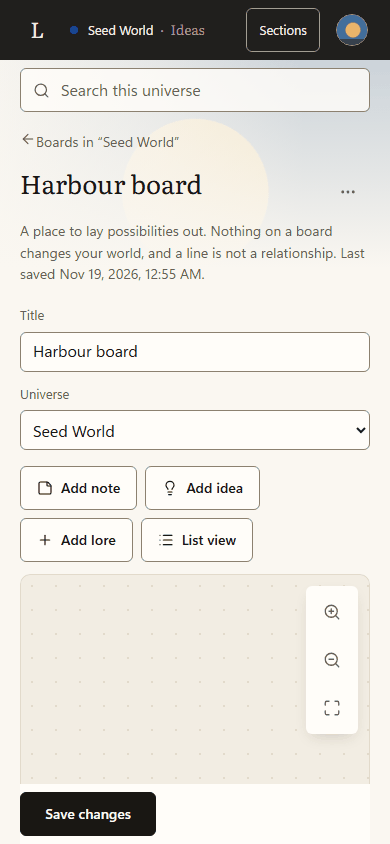 L
Seed World · Ideas
Sections
Search this universe
Boards in “Seed World”
Harbour board
A place to lay possibilities out. Nothing on a board
changes your world, and a line is not a relationship. Last
saved Nov 19, 2026, 12:55 AM.
Title
Harbour board
Universe
Seed World
Add note
Add idea
Add lore
List view
Save changes